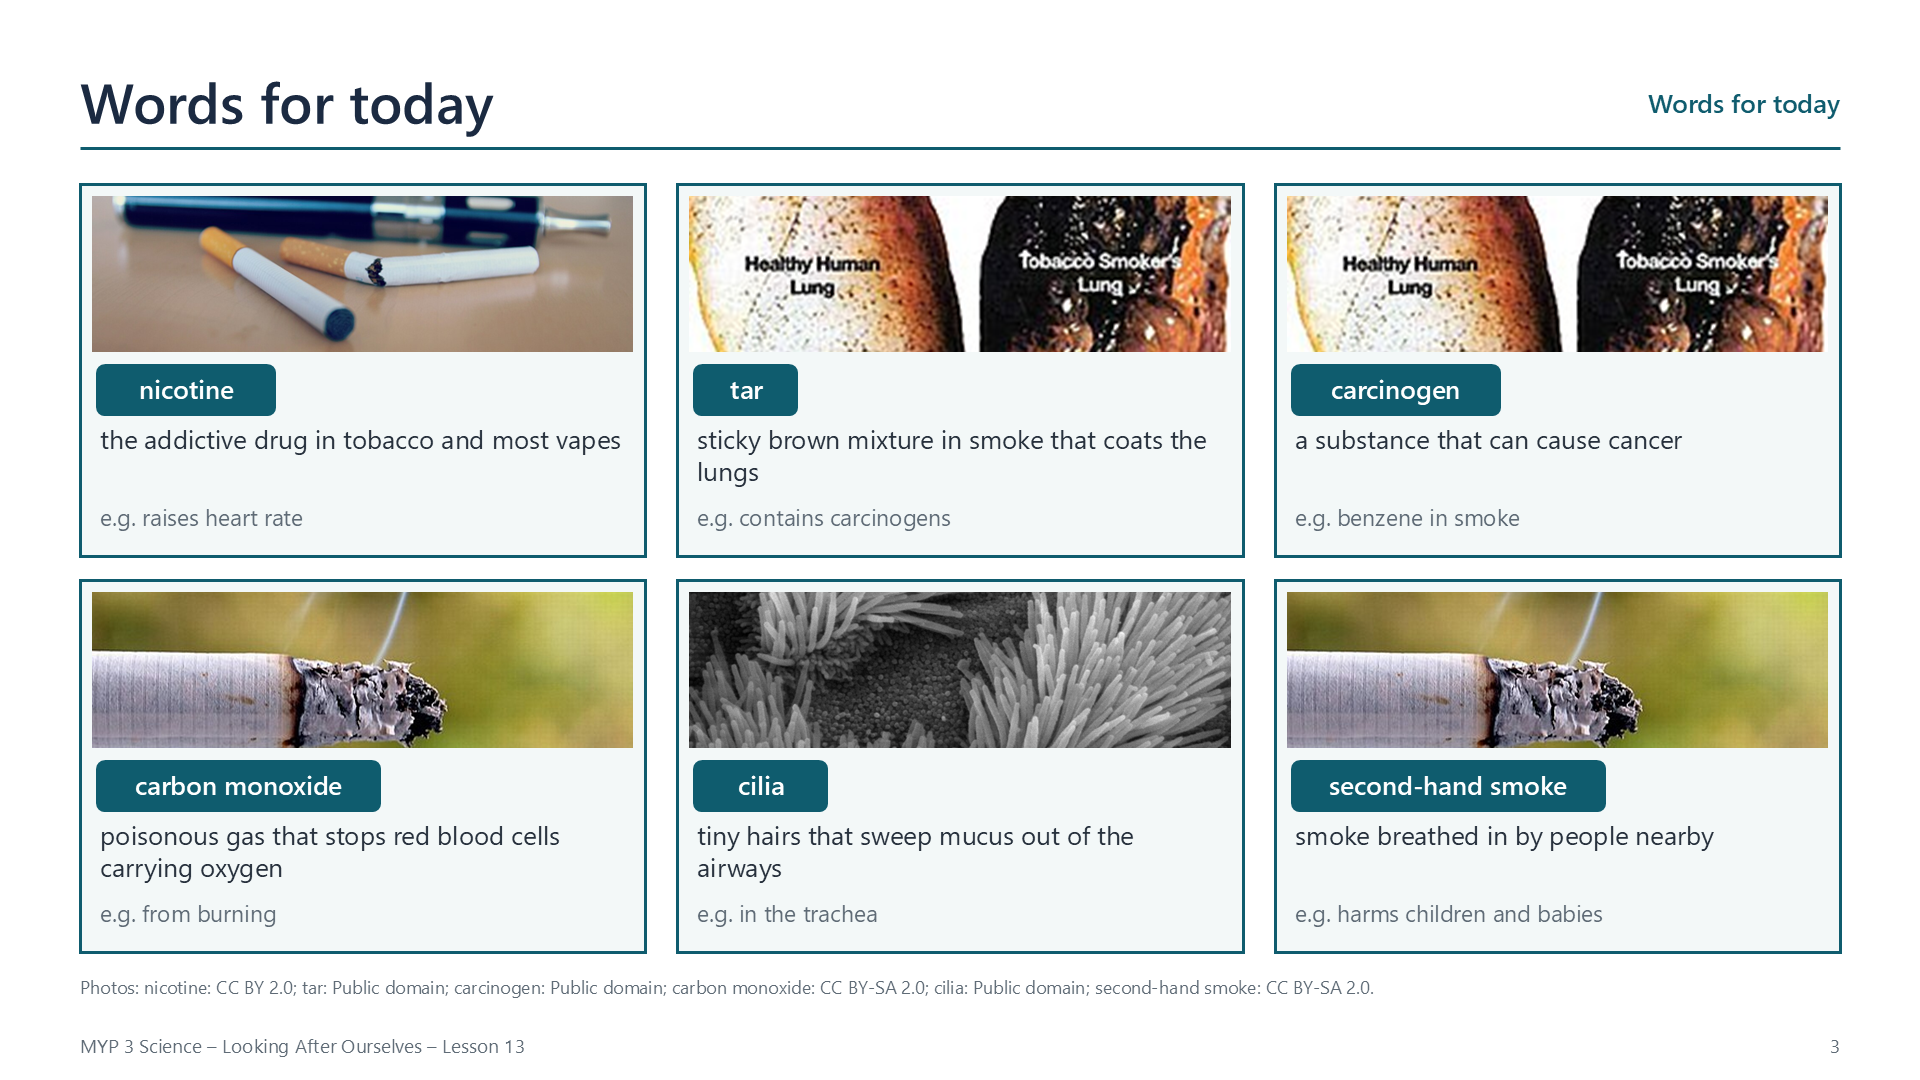 Words for today
Words for today
Healthy Human
Lung
Tobacco Smoker's
Lung
Healthy Human
Lung
Tobacco Smoker's
Lung
nicotine
the addictive drug in tobacco and most vapes
e.g. raises heart rate
tar
sticky brown mixture in smoke that coats the
lungs
e.g. contains carcinogens
carcinogen
a substance that can cause cancer
e.g. benzene in smoke
carbon monoxide
poisonous gas that stops red blood cells
carrying oxygen
e.g. from burning
cilia
tiny hairs that sweep mucus out of the
airways
e.g. in the trachea
second-hand smoke
smoke breathed in by people nearby
e.g. harms children and babies
Photos: nicotine: CC BY 2.0; tar: Public domain; carcinogen: Public domain; carbon monoxide: CC BY-SA 2.0; cilia: Public domain; second-hand smoke: CC BY-SA 2.0.
MYP 3 Science – Looking After Ourselves – Lesson 13
3